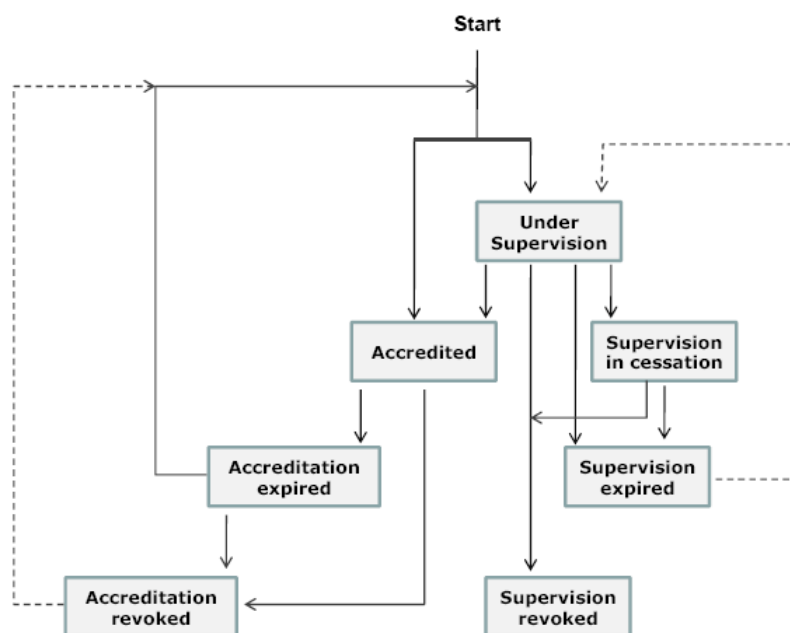 Start
Under
Supervision
Accredited
Supervision
in cessation
Accreditation
expired
Supervision
expired
Accreditation
revoked
Supervision
revoked